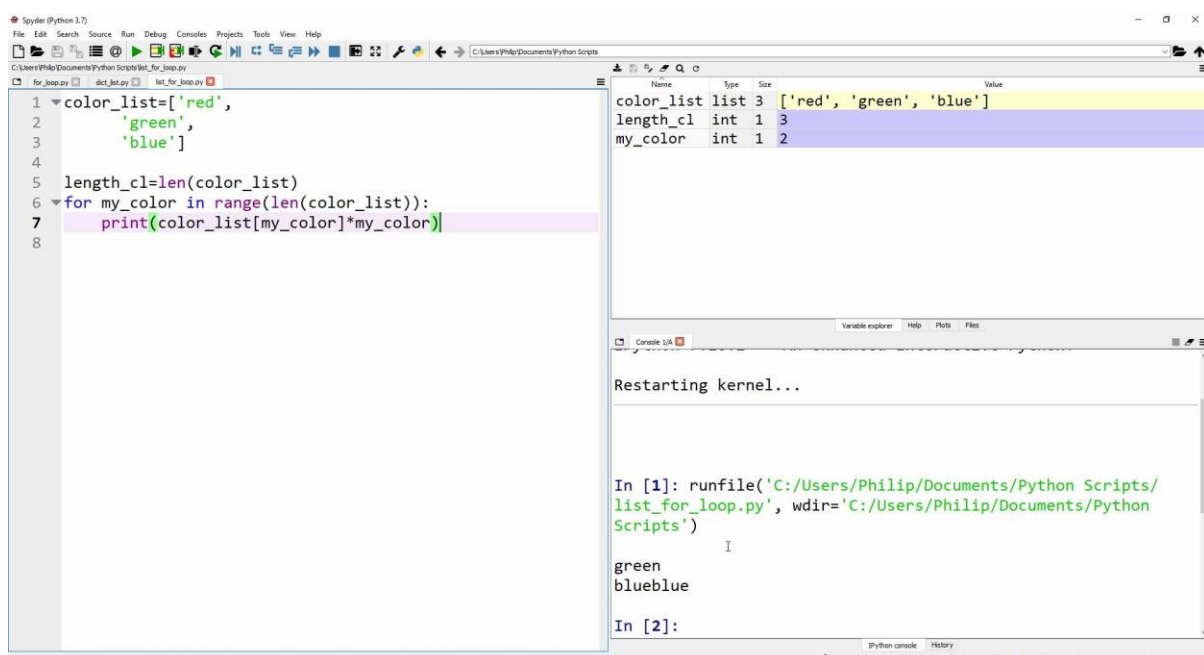 Spyder (Python 3.7)
File Edit Search Source Run Debug Consoles Projects Tools View Help
C:\Users\Philip\Documents\Python Scripts
C:\Users\Philip\Documents\Python Scripts\list_for_loop.py
for_loop.py dict_list.py list_for_loop.py
1 color_list=['red',
2 'green',
3 'blue']
4
5 length_cl=len(color_list)
6 for my_color in range(len(color_list)):
7 print(color_list[my_color]*my_color)
8
Name Type Size Value
color_list list 3 ['red', 'green', 'blue']
length_cl int 1 3
my_color int 1 2
Variable explorer Help Plots Files
Console 1/A
Restarting kernel...
In [1]: runfile('C:/Users/Philip/Documents/Python Scripts/
list_for_loop.py', wdir='C:/Users/Philip/Documents/Python
Scripts')
green
blueblue
In [2]:
IPython console History